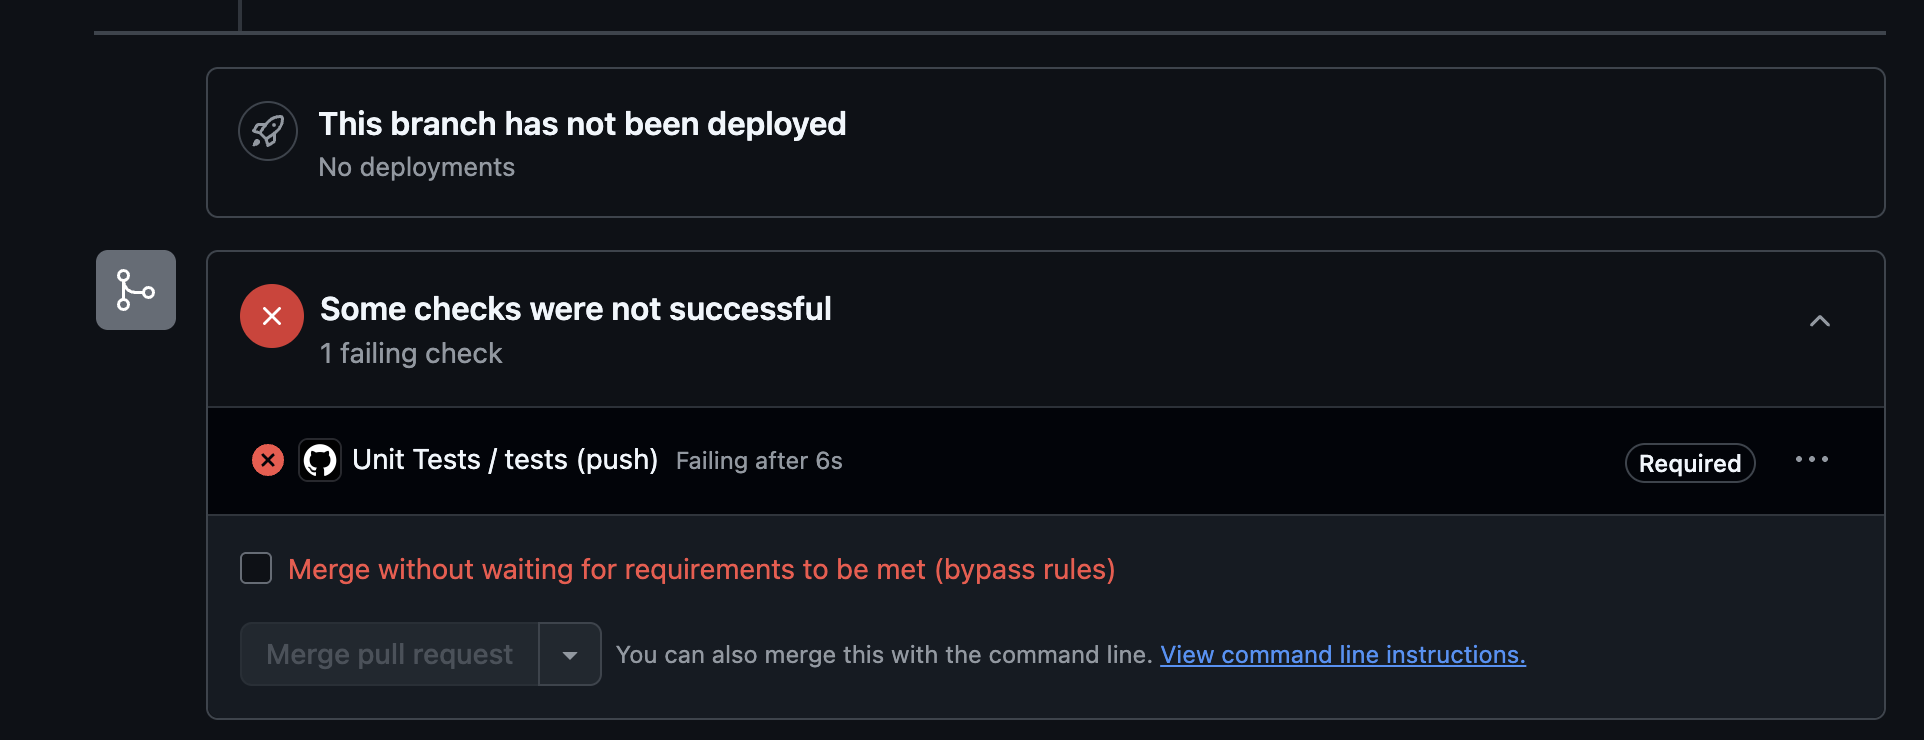 This branch has not been deployed
No deployments
Some checks were not successful
1 failing check
Unit Tests / tests (push) Failing after 6s Required
Merge without waiting for requirements to be met (bypass rules)
Merge pull request You can also merge this with the command line. View command line instructions.